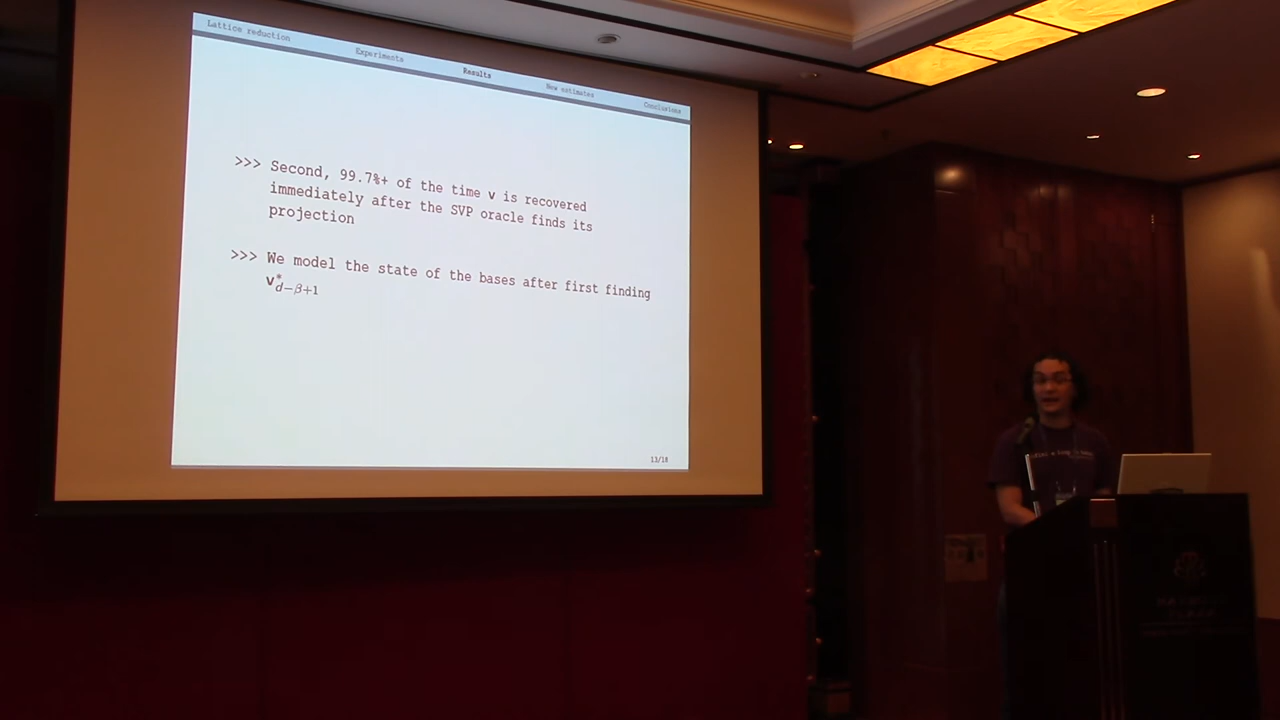 Lattice reduction
Experiments
Results
New estimates
Conclusions
>>> Second, 99.7%+ of the time v is recovered
immediately after the SVP oracle finds its
projection
>>> We model the state of the bases after first finding
v*_{d−β+1}
13/18